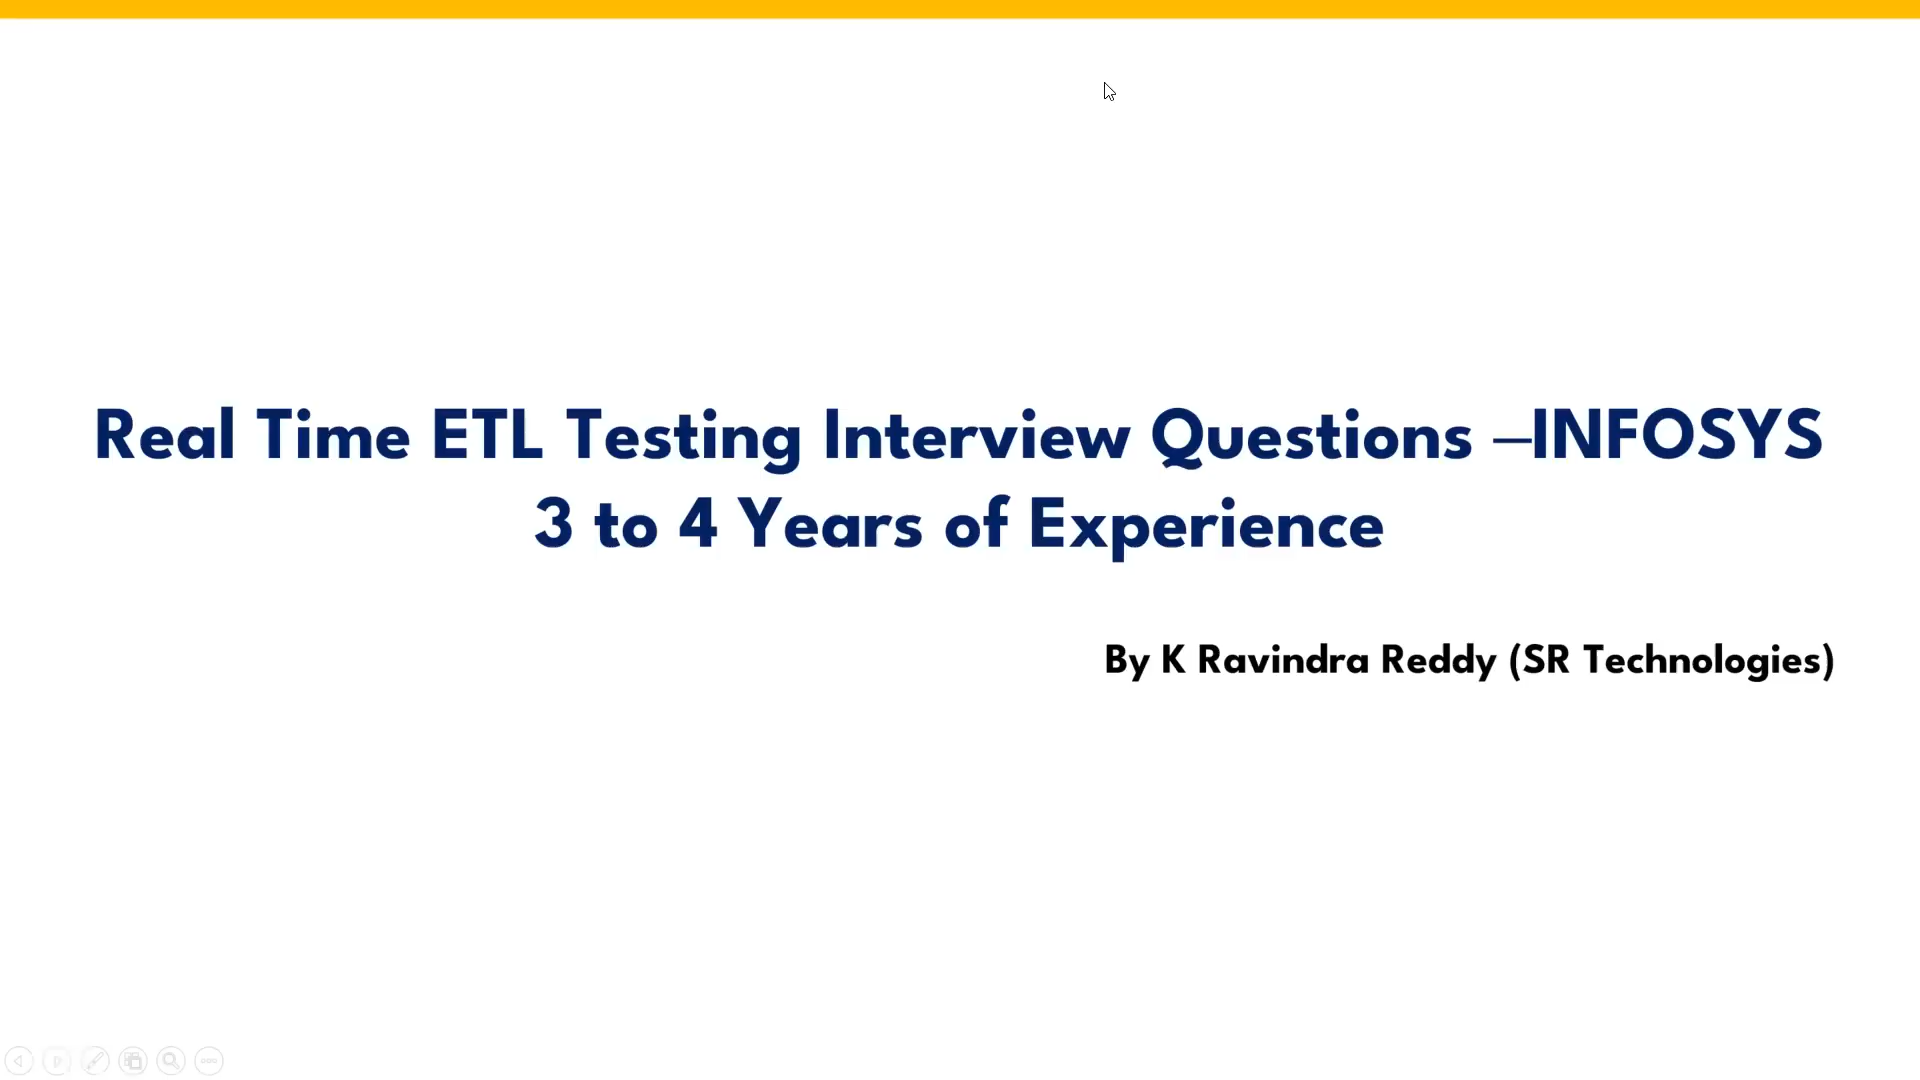 Real Time ETL Testing Interview Questions –INFOSYS
3 to 4 Years of Experience
By K Ravindra Reddy (SR Technologies)